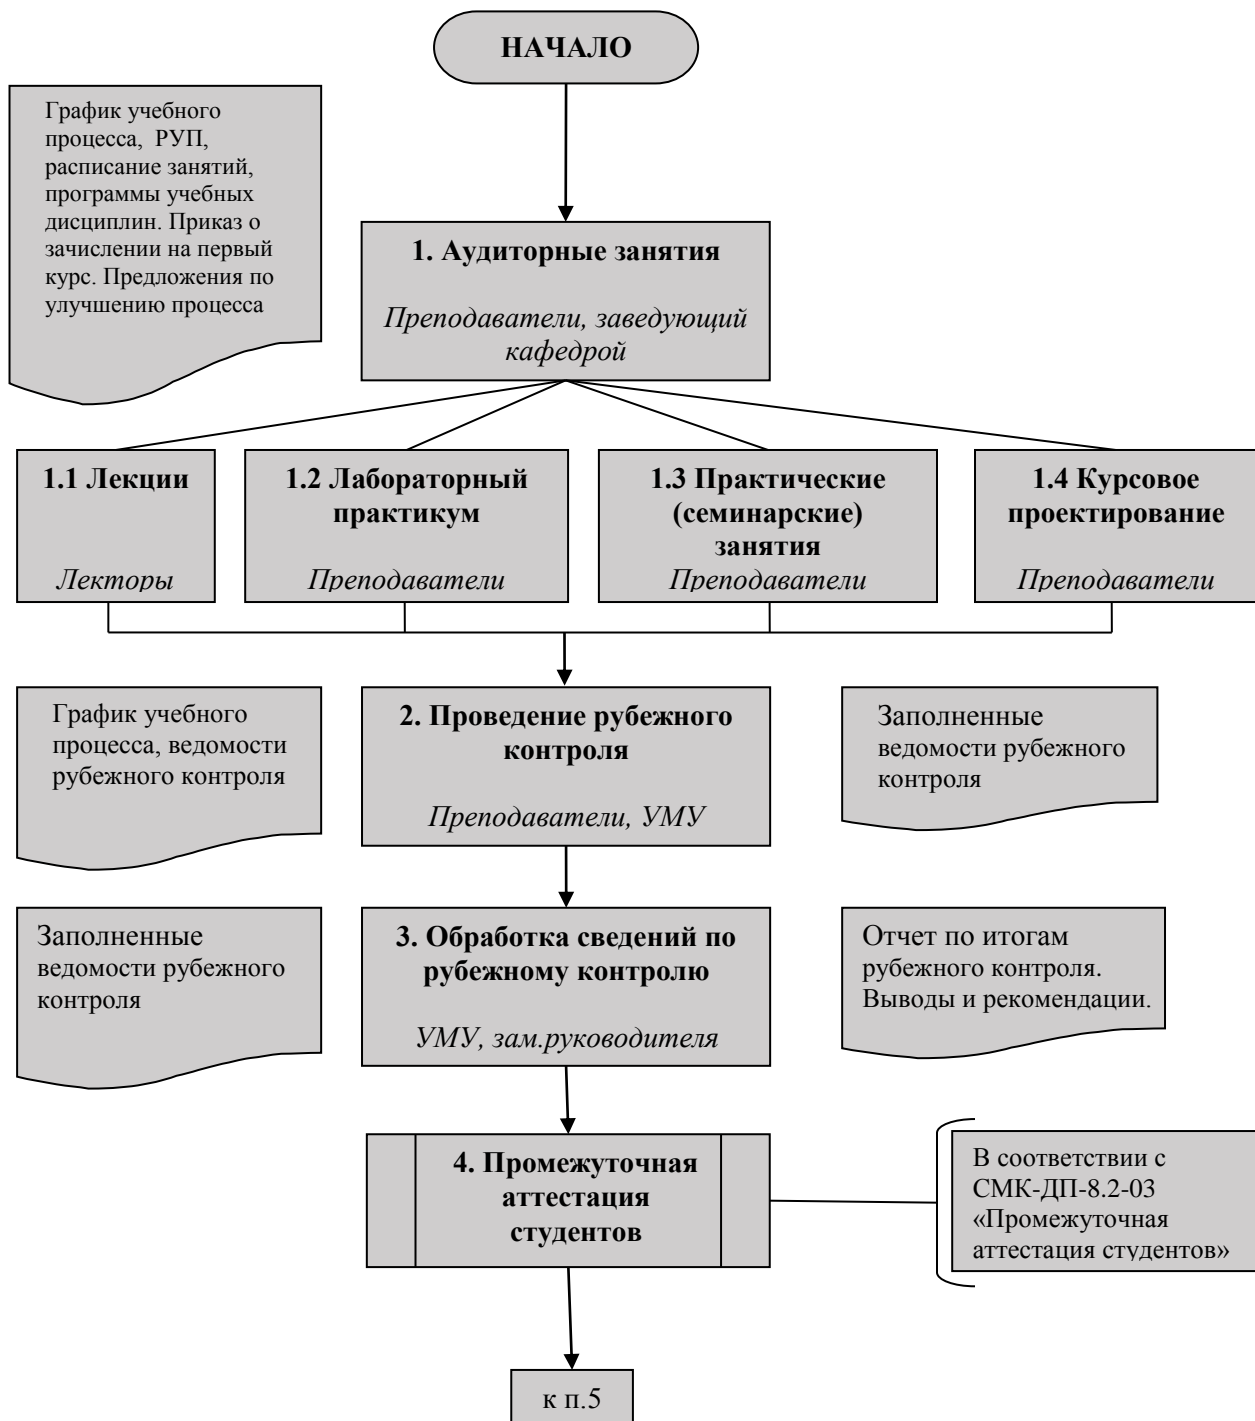 НАЧАЛО
График учебного
процесса, РУП,
расписание занятий,
программы учебных
дисциплин. Приказ о
зачислении на первый
курс. Предложения по
улучшению процесса
1. Аудиторные занятия
Преподаватели, заведующий
кафедрой
1.1 Лекции
Лекторы
1.2 Лабораторный
практикум
Преподаватели
1.3 Практические
(семинарские)
занятия
Преподаватели
1.4 Курсовое
проектирование
Преподаватели
График учебного
процесса, ведомости
рубежного контроля
2. Проведение рубежного
контроля
Преподаватели, УМУ
Заполненные
ведомости рубежного
контроля
Заполненные
ведомости рубежного
контроля
3. Обработка сведений по
рубежному контролю
УМУ, зам.руководителя
Отчет по итогам
рубежного контроля.
Выводы и рекомендации.
4. Промежуточная
аттестация
студентов
В соответствии с
СМК-ДП-8.2-03
«Промежуточная
аттестация студентов»
к п.5